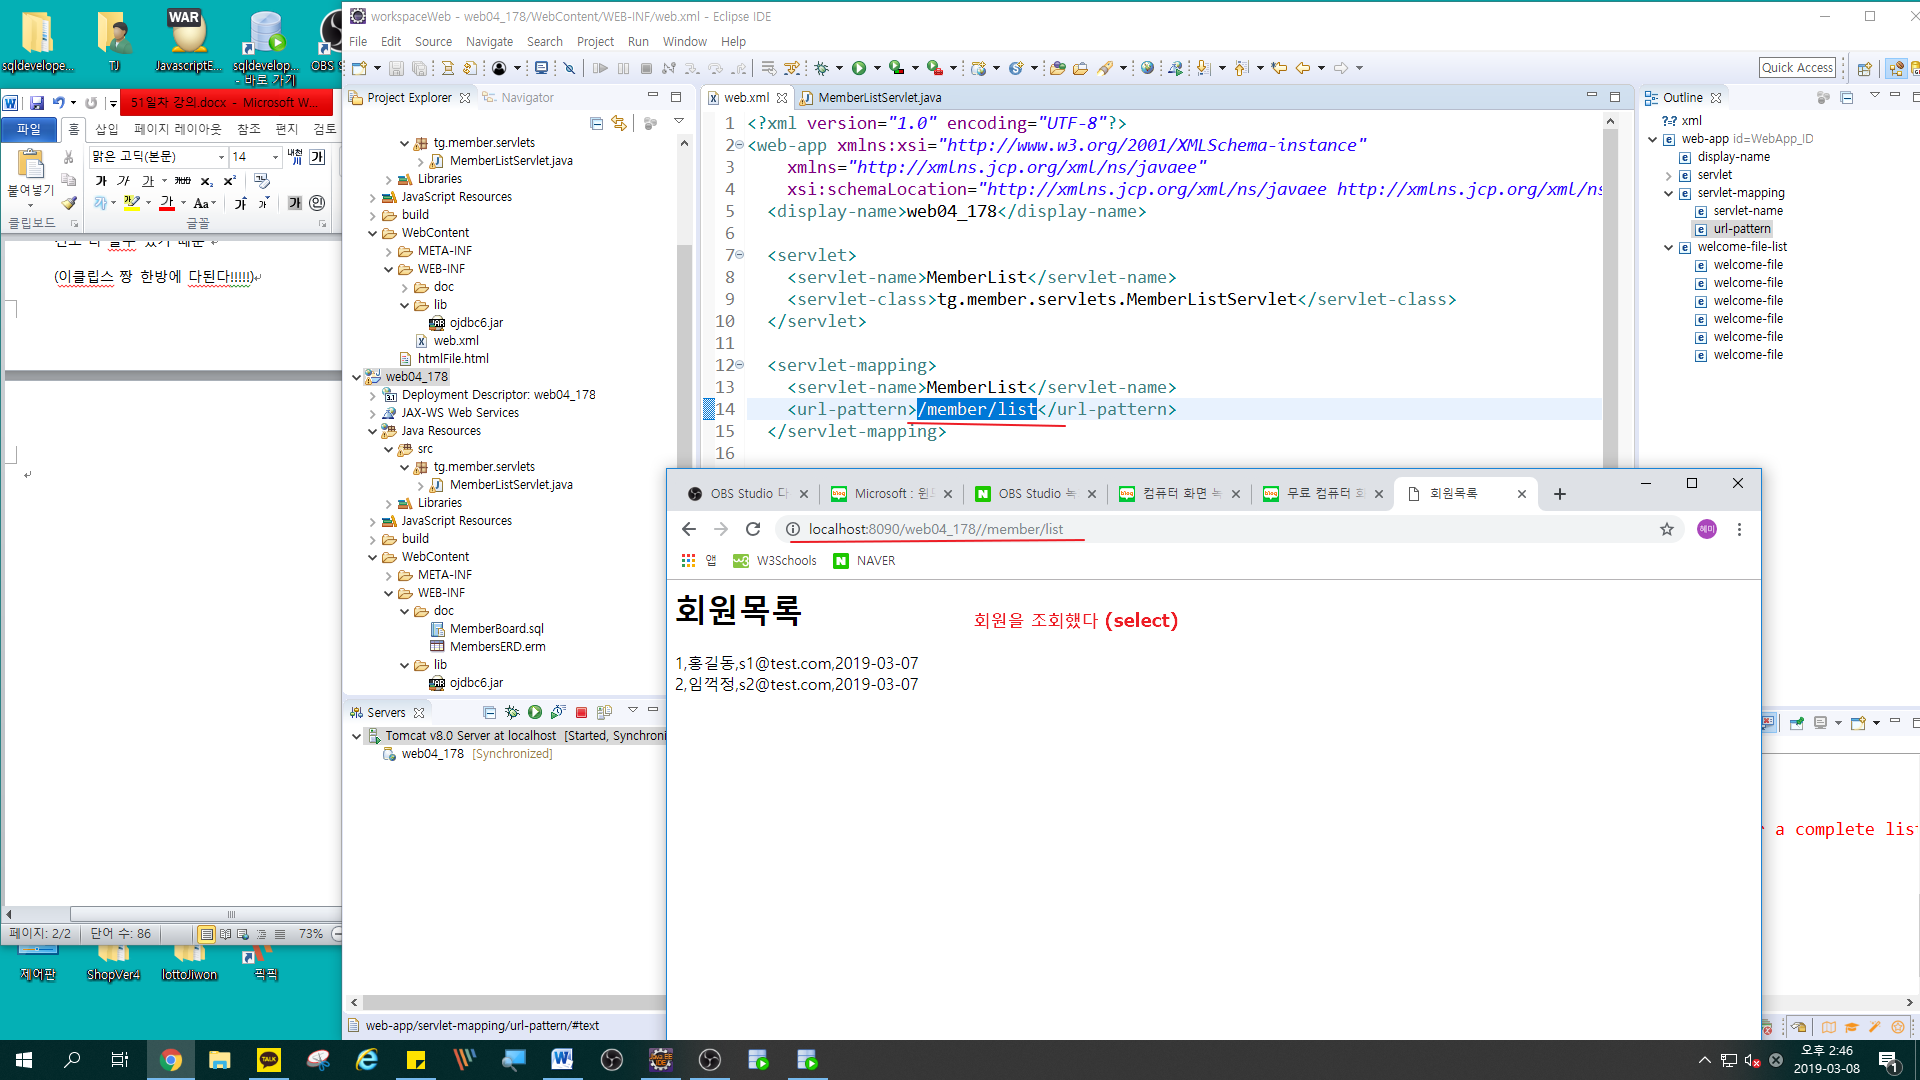 sqldevelope...
TJ
JavascriptE...
sqldevelop...
- 바로 가기
workspaceWeb - web04_178/WebContent/WEB-INF/web.xml - Eclipse IDE
File Edit Source Navigate Search Project Run Window Help
Quick Access
51일차 강의.docx - Microsoft W...
파일 홈 삽입 페이지 레이아웃 참조 편지 검토
맑은 고딕(본문) 14
붙여넣기
클립보드 글꼴
(이클립스 짱 한방에 다된다!!!!!)
페이지: 2/2 단어 수: 86 73%
제어판
ShopVer4
lottoJiwon
픽픽
Project Explorer Navigator
tg.member.servlets
MemberListServlet.java
Libraries
JavaScript Resources
build
WebContent
META-INF
WEB-INF
doc
lib
ojdbc6.jar
web.xml
htmlFile.html
web04_178
Deployment Descriptor: web04_178
JAX-WS Web Services
Java Resources
src
tg.member.servlets
MemberListServlet.java
Libraries
JavaScript Resources
build
WebContent
META-INF
WEB-INF
doc
MemberBoard.sql
MembersERD.erm
lib
ojdbc6.jar
Servers
Tomcat v8.0 Server at localhost [Started, Synchroni
web04_178 [Synchronized]
web-app/servlet-mapping/url-pattern/#text
web.xml MemberListServlet.java
1 <?xml version="1.0" encoding="UTF-8"?>
2 <web-app xmlns:xsi="http://www.w3.org/2001/XMLSchema-instance"
3 xmlns="http://xmlns.jcp.org/xml/ns/javaee"
4 xsi:schemaLocation="http://xmlns.jcp.org/xml/ns/javaee http://xmlns.jcp.org/xml/ns
5 <display-name>web04_178</display-name>
6
7 <servlet>
8 <servlet-name>MemberList</servlet-name>
9 <servlet-class>tg.member.servlets.MemberListServlet</servlet-class>
10 </servlet>
11
12 <servlet-mapping>
13 <servlet-name>MemberList</servlet-name>
14 <url-pattern>/member/list</url-pattern>
15 </servlet-mapping>
16
Outline
xml
web-app id=WebApp_ID
display-name
servlet
servlet-mapping
servlet-name
url-pattern
welcome-file-list
welcome-file
welcome-file
welcome-file
welcome-file
welcome-file
welcome-file
OBS Studio 다 Microsoft : 윈도 OBS Studio 녹 컴퓨터 화면 녹 무료 컴퓨터 화 회원목록
localhost:8090/web04_178//member/list
혜미
앱 W3Schools NAVER
회원목록
회원을 조회했다 (select)
1,홍길동,s1@test.com,2019-03-07
2,임꺽정,s2@test.com,2019-03-07
a complete lis
오후 2:46
2019-03-08
1